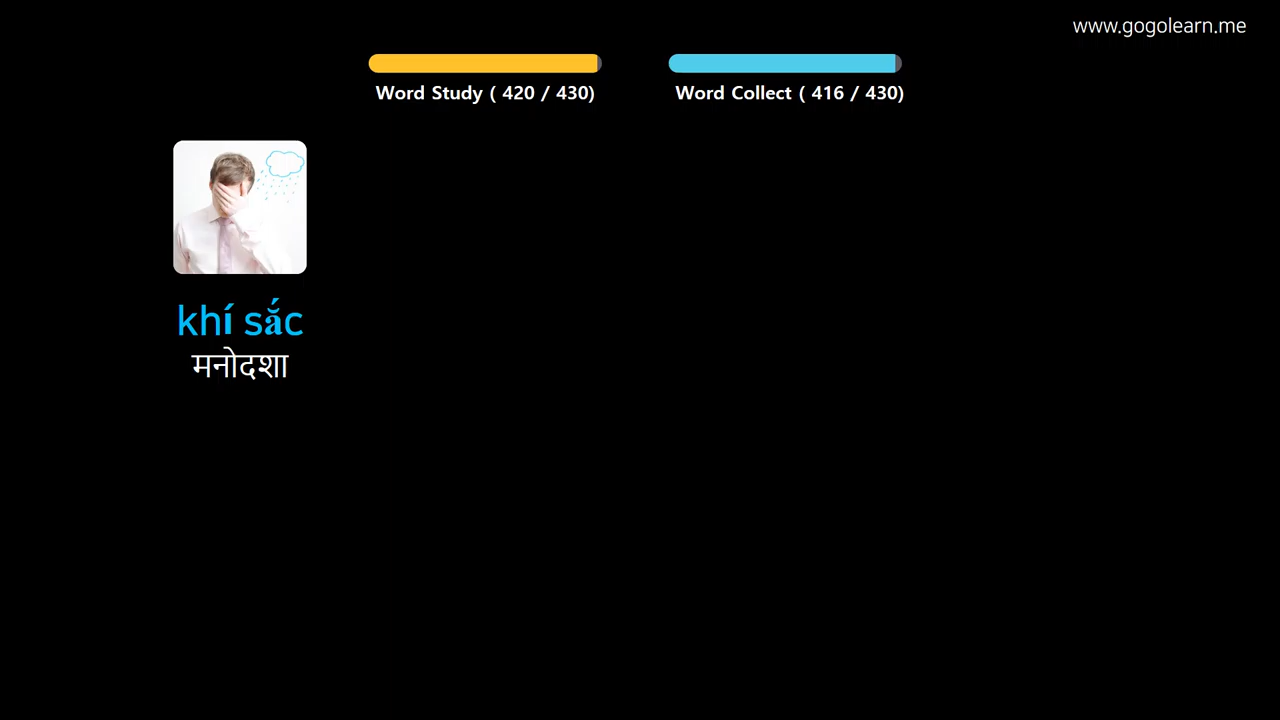 www.gogolearn.me
Word Study ( 420 / 430)
Word Collect ( 416 / 430)
khí sắc
मनोदशा